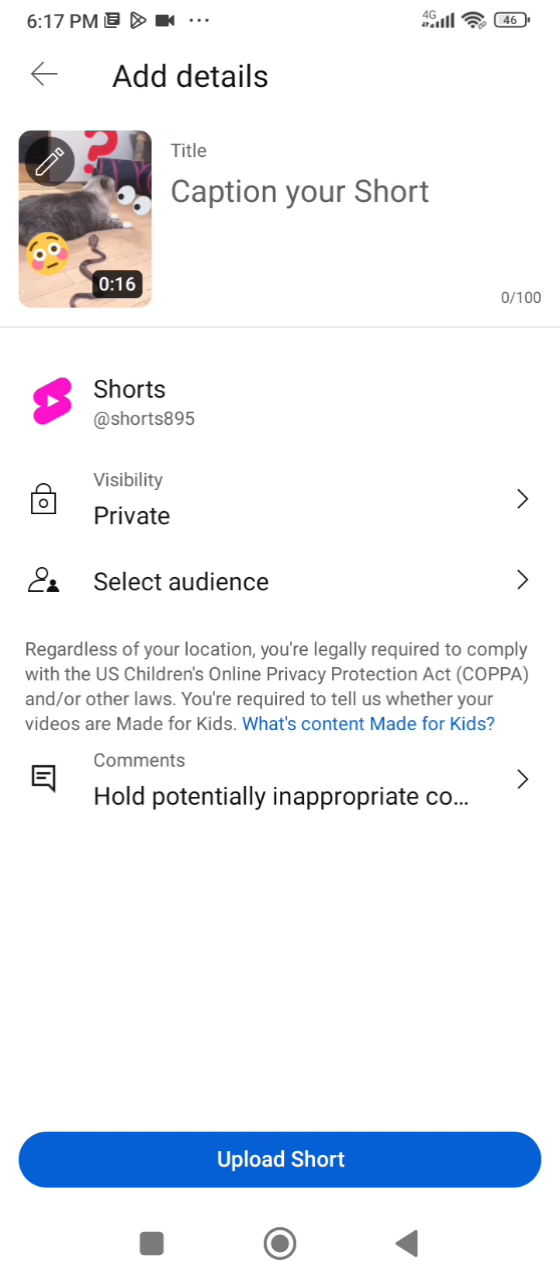 6:17 PM
4G
46
Add details
Title
Caption your Short
0:16
0/100
Shorts
@shorts895
Visibility
Private
Select audience
Regardless of your location, you're legally required to comply
with the US Children's Online Privacy Protection Act (COPPA)
and/or other laws. You're required to tell us whether your
videos are Made for Kids. What's content Made for Kids?
Comments
Hold potentially inappropriate co...
Upload Short